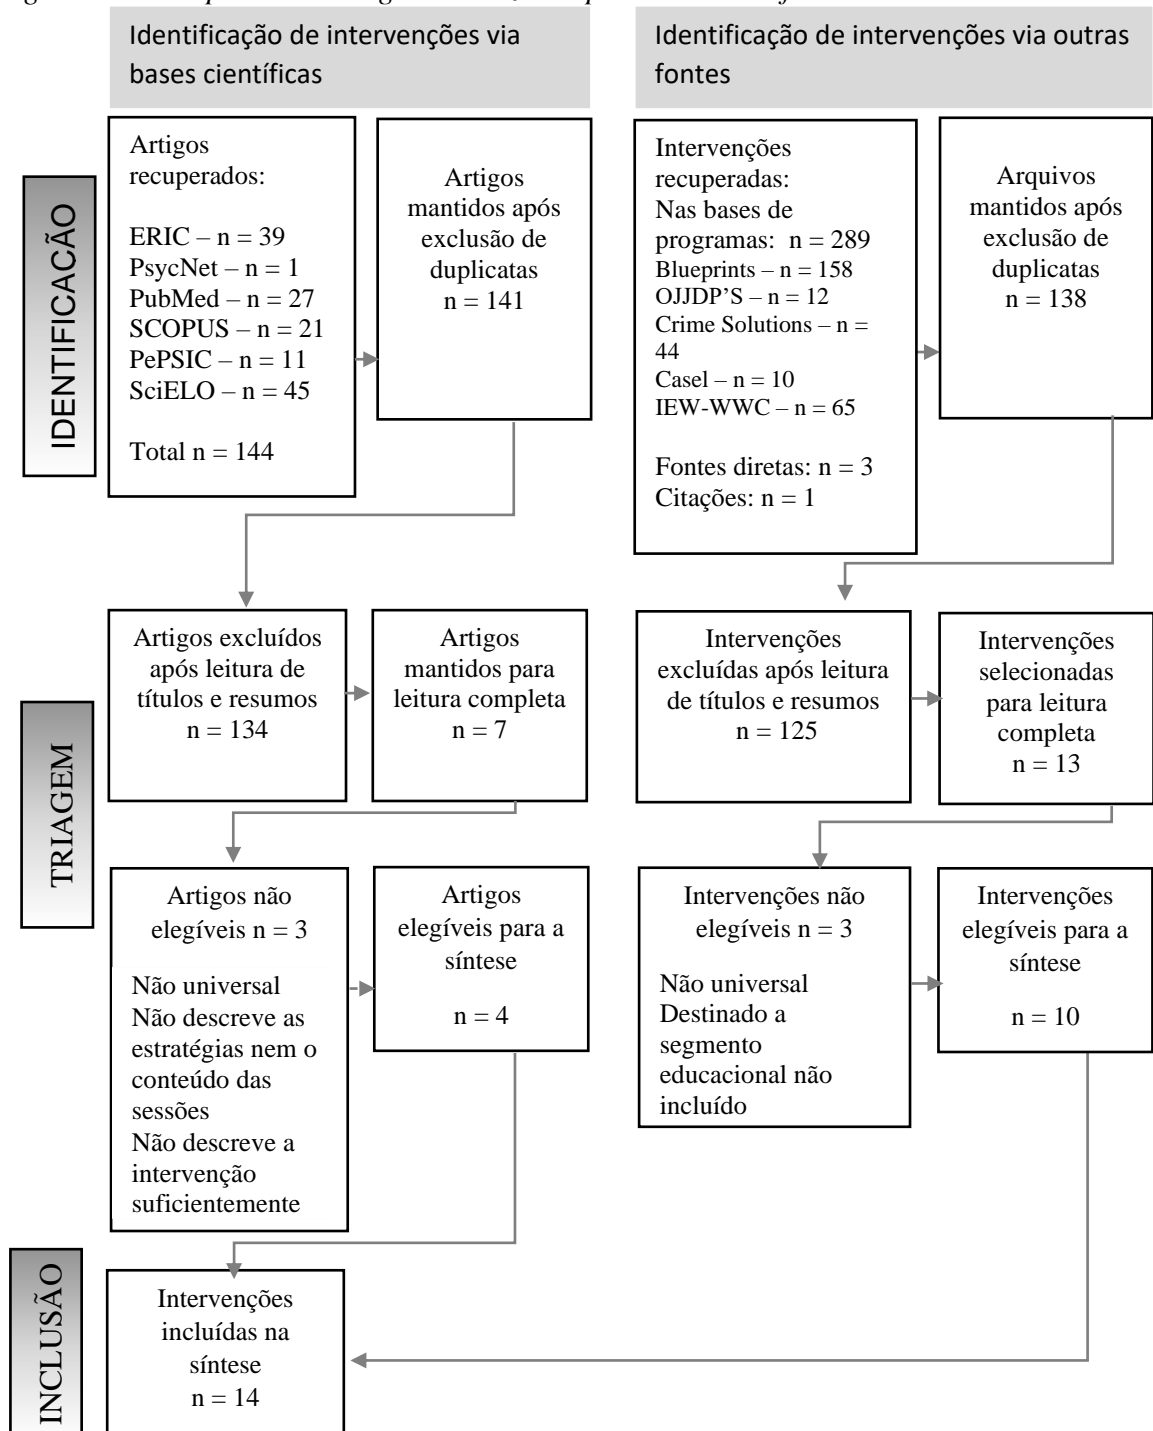 Identificação de intervenções via
bases científicas
Identificação de intervenções via outras
fontes
IDENTIFICAÇÃO
Artigos
recuperados:
ERIC – n = 39
PsycNet – n = 1
PubMed – n = 27
SCOPUS – n = 21
PePSIC – n = 11
SciELO – n = 45
Total n = 144
Artigos
mantidos após
exclusão de
duplicatas
n = 141
Intervenções
recuperadas:
Nas bases de
programas: n = 289
Blueprints – n = 158
OJJDP’S – n = 12
Crime Solutions – n =
44
Casel – n = 10
IEW-WWC – n = 65
Fontes diretas: n = 3
Citações: n = 1
Arquivos
mantidos após
exclusão de
duplicatas
n = 138
TRIAGEM
Artigos excluídos
após leitura de
títulos e resumos
n = 134
Artigos
mantidos para
leitura completa
n = 7
Intervenções
excluídas após leitura
de títulos e resumos
n = 125
Intervenções
selecionadas
para leitura
completa
n = 13
Artigos não
elegíveis n = 3
Não universal
Não descreve as
estratégias nem o
conteúdo das
sessões
Não descreve a
intervenção
suficientemente
Artigos
elegíveis para a
síntese
n = 4
Intervenções não
elegíveis n = 3
Não universal
Destinado a
segmento
educacional não
incluído
Intervenções
elegíveis para a
síntese
n = 10
INCLUSÃO
Intervenções
incluídas na
síntese
n = 14